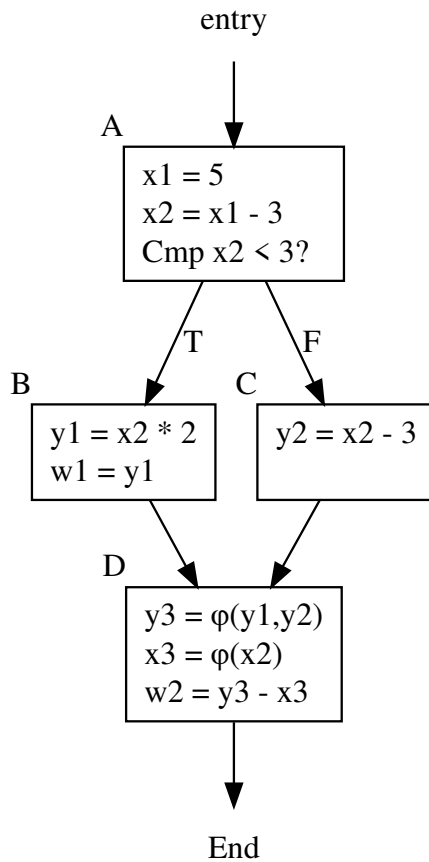 entry
A
x1 = 5
x2 = x1 - 3
Cmp x2 < 3?
T
F
B
y1 = x2 * 2
w1 = y1
C
y2 = x2 - 3
D
y3 = φ(y1,y2)
x3 = φ(x2)
w2 = y3 - x3
End